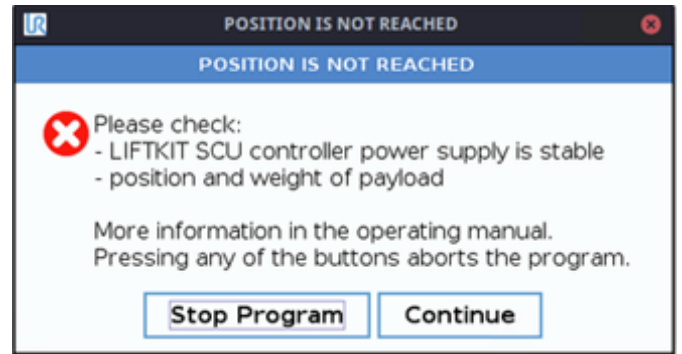 UR
POSITION IS NOT REACHED
POSITION IS NOT REACHED
Please check:
- LIFTKIT SCU controller power supply is stable
- position and weight of payload
More information in the operating manual.
Pressing any of the buttons aborts the program.
Stop Program
Continue